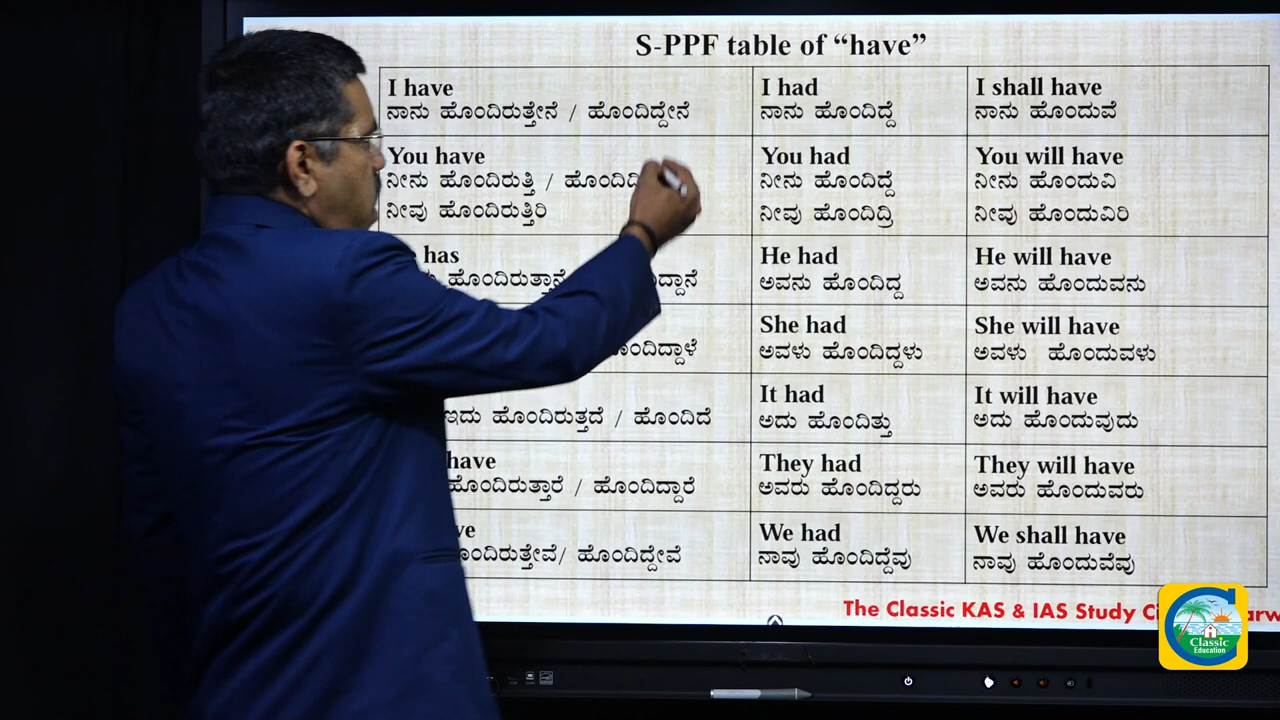 S-PPF table of “have”
I have
ನಾನು ಹೊಂದಿರುತ್ತೇನೆ / ಹೊಂದಿದ್ದೇನೆ
I had
ನಾನು ಹೊಂದಿದ್ದೆ
I shall have
ನಾನು ಹೊಂದುವೆ
You have
ನೀನು ಹೊಂದಿರುತ್ತಿ /
ನೀವು ಹೊಂದಿರುತ್ತಿರಿ
You had
ನೀನು ಹೊಂದಿದ್ದೆ
ನೀವು ಹೊಂದಿದ್ರಿ
You will have
ನೀನು ಹೊಂದುವಿ
ನೀವು ಹೊಂದುವಿರಿ
has
ಹೊಂದಿರುತ್ತಾನೆ
He had
ಅವನು ಹೊಂದಿದ್ದ
He will have
ಅವನು ಹೊಂದುವನು
She had
ಅವಳು ಹೊಂದಿದ್ದಳು
She will have
ಅವಳು ಹೊಂದುವಳು
ಇದು ಹೊಂದಿರುತ್ತದೆ / ಹೊಂದಿದೆ
It had
ಅದು ಹೊಂದಿತ್ತು
It will have
ಅದು ಹೊಂದುವುದು
have
ಹೊಂದಿರುತ್ತಾರೆ / ಹೊಂದಿದ್ದಾರೆ
They had
ಅವರು ಹೊಂದಿದ್ದರು
They will have
ಅವರು ಹೊಂದುವರು
/ ಹೊಂದಿದ್ದೇವೆ
We had
ನಾವು ಹೊಂದಿದ್ದೆವು
We shall have
ನಾವು ಹೊಂದುವೆವು
The Classic KAS & IAS Study
Classic
Education